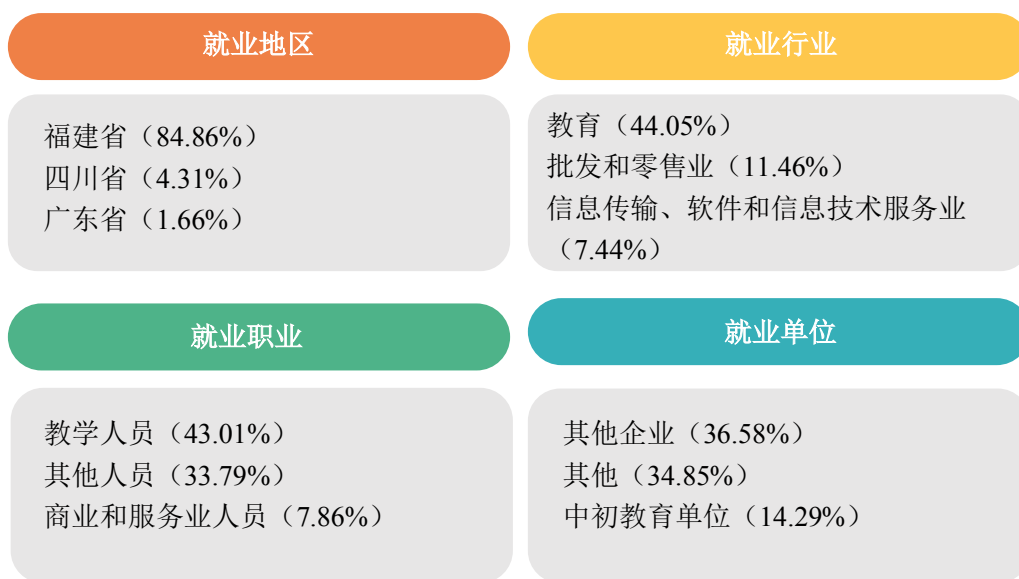 就业地区
福建省（84.86%）
四川省（4.31%）
广东省（1.66%）
就业行业
教育（44.05%）
批发和零售业（11.46%）
信息传输、软件和信息技术服务业
（7.44%）
就业职业
教学人员（43.01%）
其他人员（33.79%）
商业和服务业人员（7.86%）
就业单位
其他企业（36.58%）
其他（34.85%）
中初教育单位（14.29%）